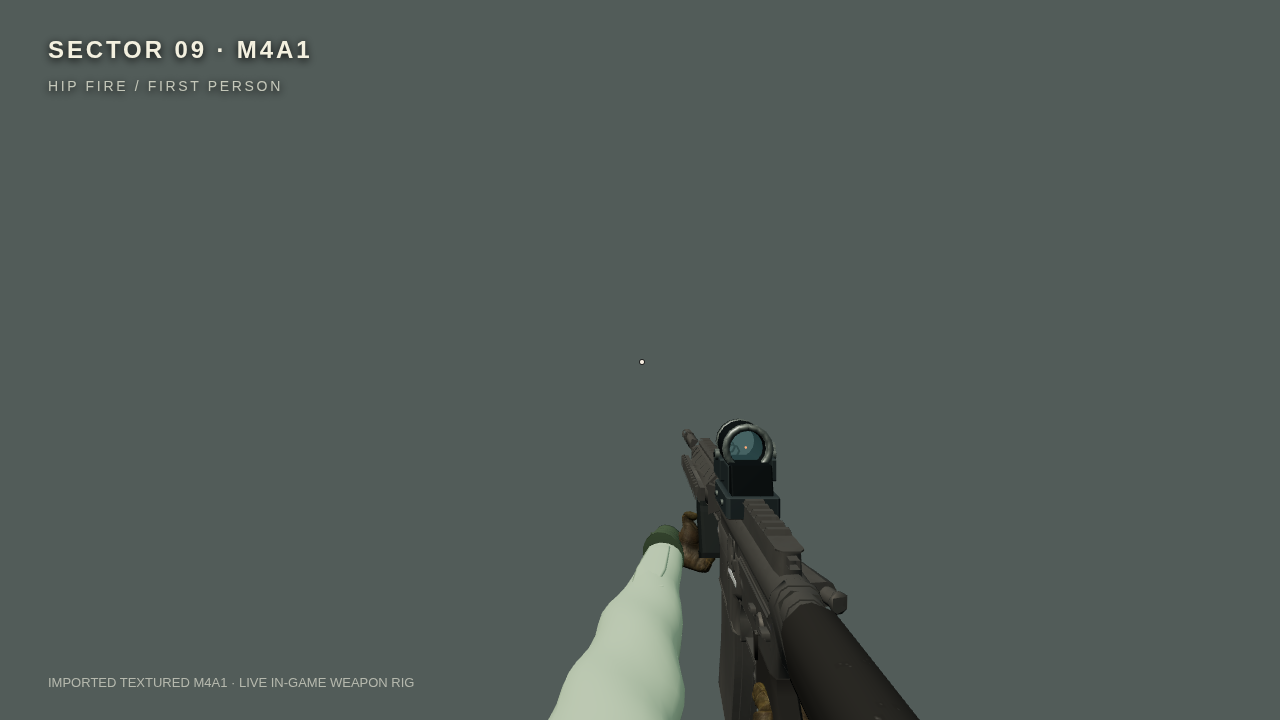 SECTOR 09 · M4A1
HIP FIRE / FIRST PERSON
IMPORTED TEXTURED M4A1 · LIVE IN-GAME WEAPON RIG